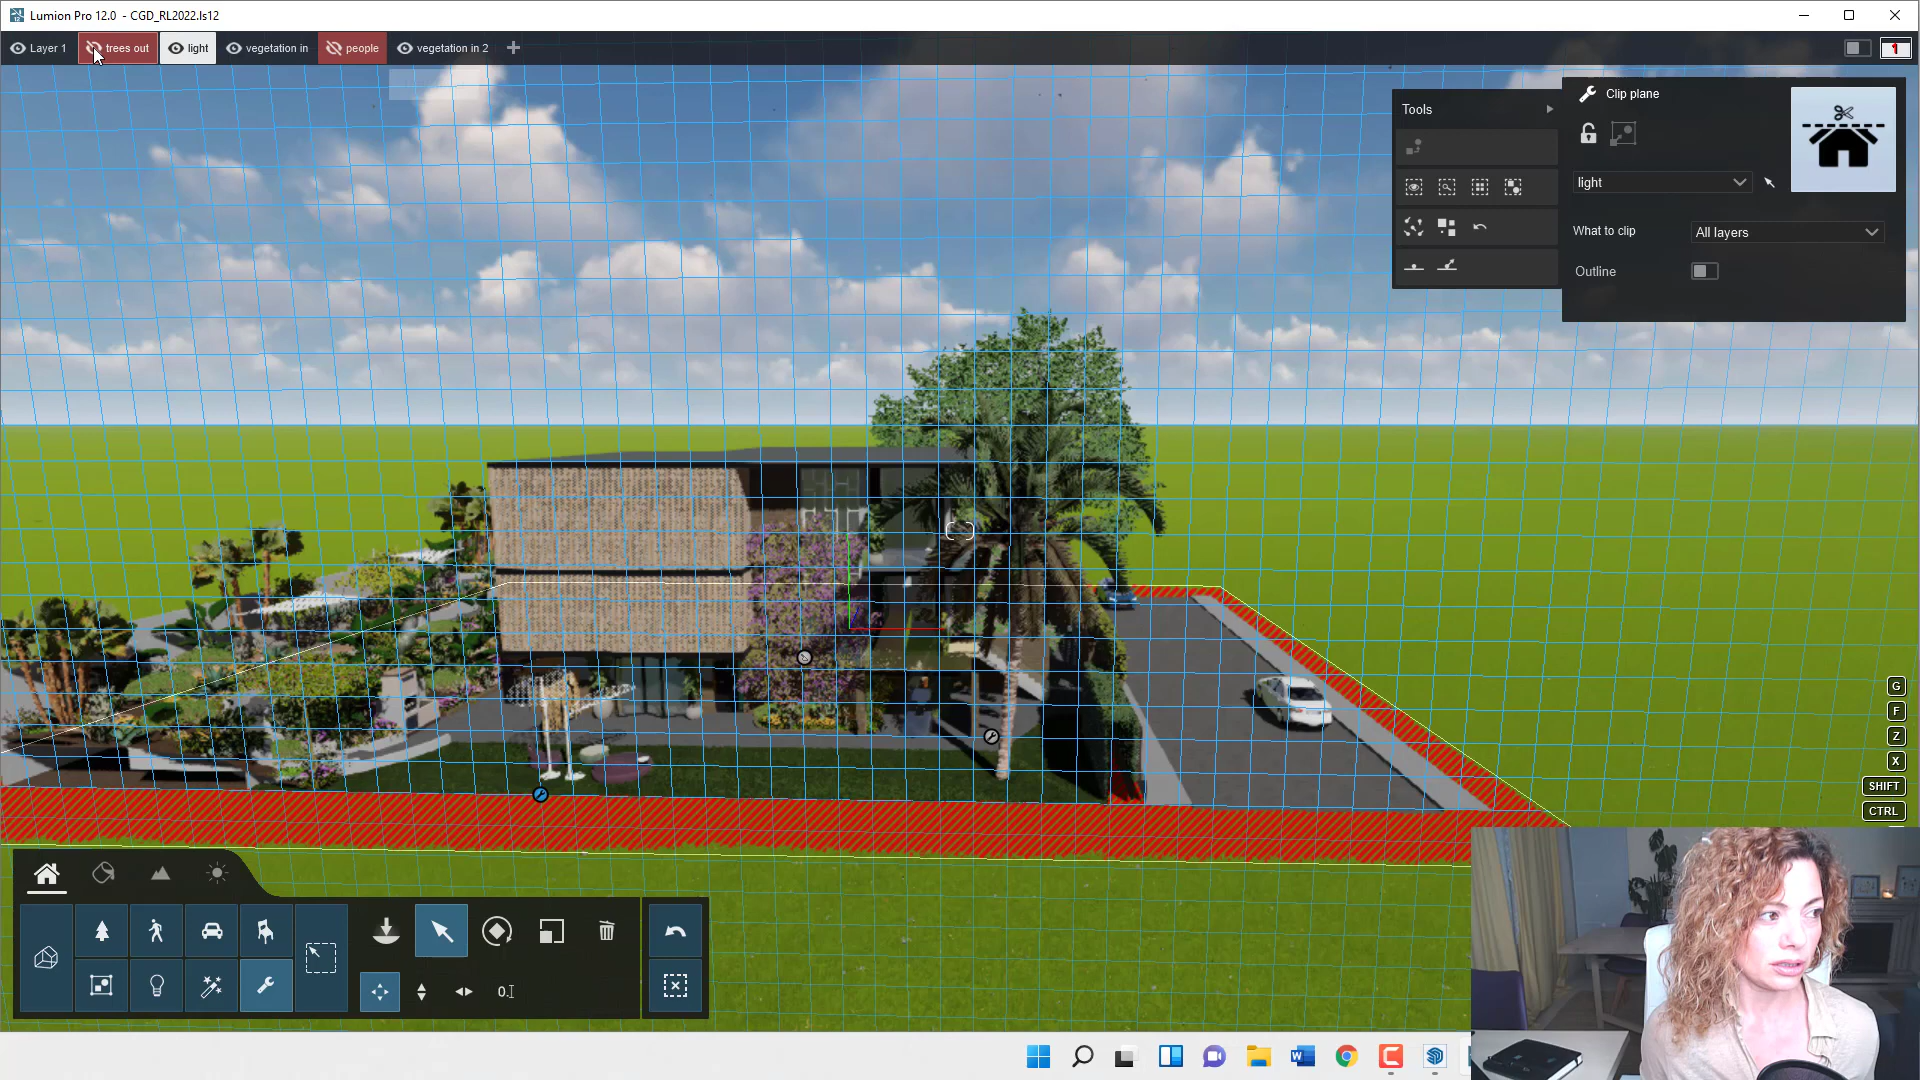 Lumion Pro 12.0 - CGD_RL2022.ls12
Layer 1 trees out light vegetation in people vegetation in 2
1
Tools
Clip plane
light
What to clip All layers
Outline
G
F
Z
X
SHIFT
CTRL
0.